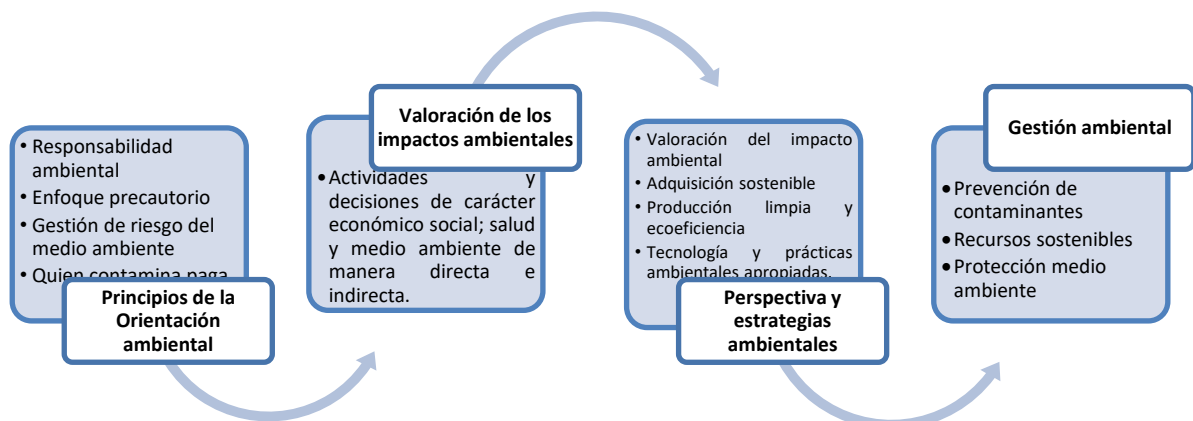 • Responsabilidad
ambiental
• Enfoque precautorio
• Gestión de riesgo del
medio ambiente
• Quien contamina paga
Principios de la
Orientación
ambiental
Valoración de los
impactos ambientales
• Actividades y
decisiones de carácter
económico social; salud
y medio ambiente de
manera directa e
indirecta.
• Valoración del impacto
ambiental
• Adquisición sostenible
• Producción limpia y
ecoeficiencia
• Tecnología y prácticas
ambientales apropiadas.
Perspectiva y
estrategias
ambientales
Gestión ambiental
• Prevención de
contaminantes
• Recursos sostenibles
• Protección medio
ambiente